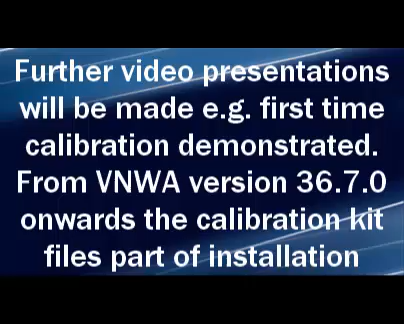 Further video presentations
will be made e.g. first time
calibration demonstrated.
From VNWA version 36.7.0
onwards the calibration kit
files part of installation